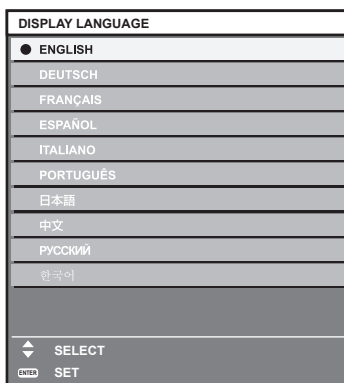 DISPLAY LANGUAGE
ENGLISH
DEUTSCH
FRANÇAIS
ESPAÑOL
ITALIANO
PORTUGUÊS
日本語
中文
РУССКИЙ
한국어
SELECT
ENTER SET